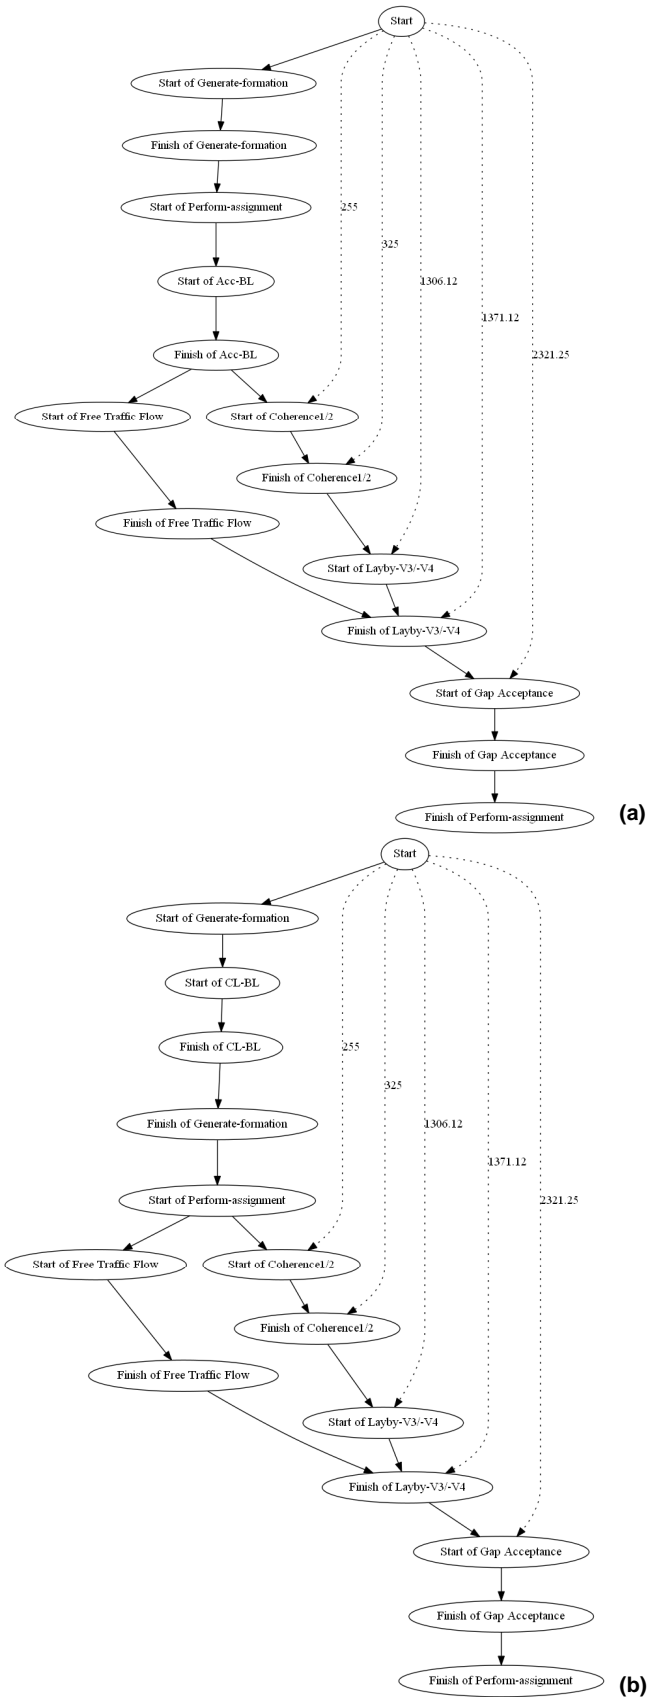 Start
Start of Generate-formation
Finish of Generate-formation
Start of Perform-assignment
255
325
Start of Acc-BL
1306.12
1371.12
Finish of Acc-BL
2321.25
Start of Free Traffic Flow
Start of Coherence1/2
Finish of Coherence1/2
Finish of Free Traffic Flow
Start of Layby-V3/-V4
Finish of Layby-V3/-V4
Start of Gap Acceptance
Finish of Gap Acceptance
Finish of Perform-assignment
(a)
Start
Start of Generate-formation
Start of CL-BL
Finish of CL-BL
255
325
Finish of Generate-formation
1306.12
1371.12
Start of Perform-assignment
2321.25
Start of Free Traffic Flow
Start of Coherence1/2
Finish of Coherence1/2
Finish of Free Traffic Flow
Start of Layby-V3/-V4
Finish of Layby-V3/-V4
Start of Gap Acceptance
Finish of Gap Acceptance
Finish of Perform-assignment
(b)